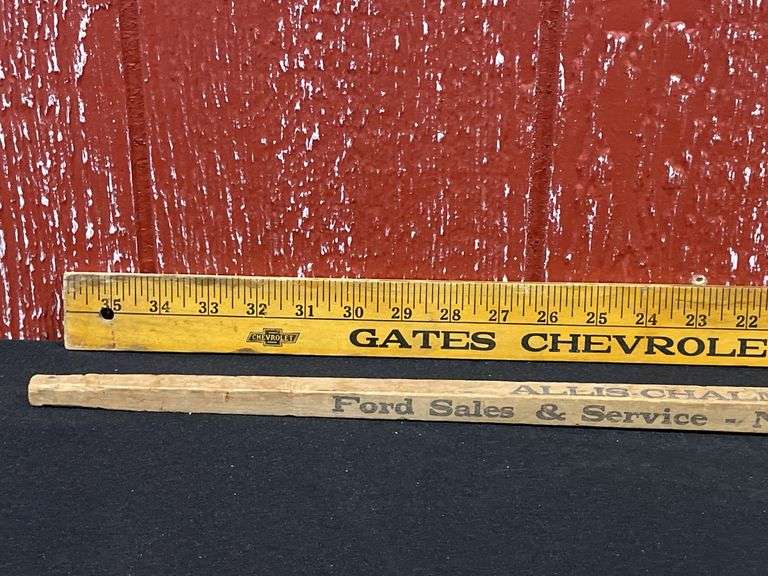 35 34 33 32 31 30 29 28 27 26 25 24 23 22
CHEVROLET GATES CHEVROLE
ALLIS-CHALM
Ford Sales & Service - N